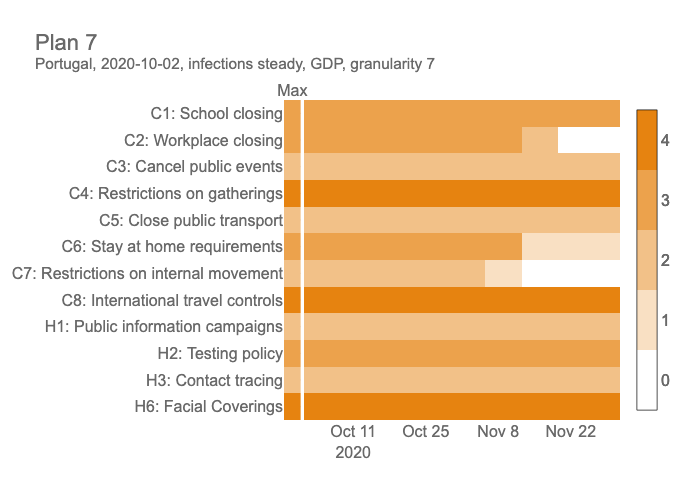 Plan 7
Portugal, 2020-10-02, infections steady, GDP, granularity 7
Max
C1: School closing
C2: Workplace closing
C3: Cancel public events
C4: Restrictions on gatherings
C5: Close public transport
C6: Stay at home requirements
C7: Restrictions on internal movement
C8: International travel controls
H1: Public information campaigns
H2: Testing policy
H3: Contact tracing
H6: Facial Coverings
4
3
2
1
0
Oct 11 Oct 25 Nov 8 Nov 22
2020